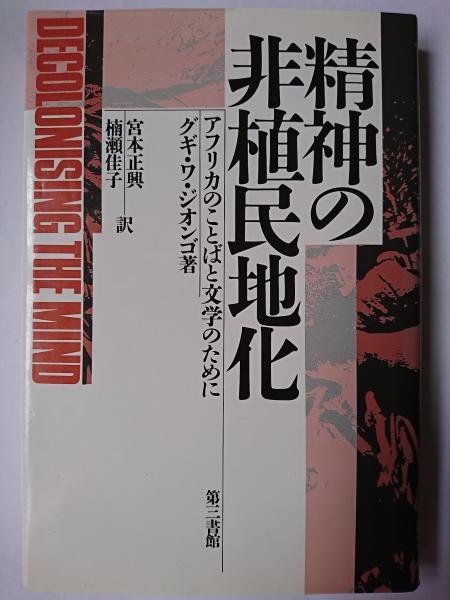 精神の
非植民地化
アフリカのことばと文学のために
グギ・ワ・ジオンゴ著
宮本正興
楠瀬佳子
訳
第三書館
DECOLONISING THE MIND